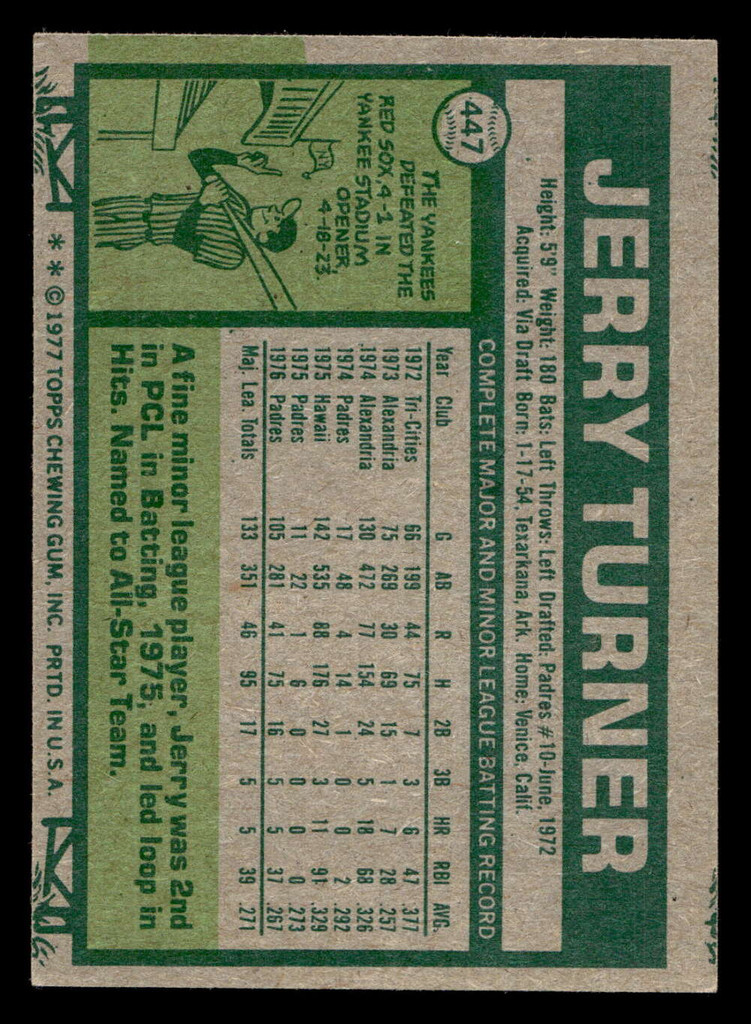 447
JERRY TURNER
Height: 5'9" Weight: 180 Bats: Left Throws: Left Drafted: Padres #10-June, 1972
Acquired: Via Draft Born: 1-17-54, Texarkana, Ark. Home: Venice, Calif.
COMPLETE MAJOR AND MINOR LEAGUE BATTING RECORD
Year Club G AB R H 2B 3B HR RBI AVG.
1972 Tri-Cities 66 199 44 75 7 3 6 47 .377
1973 Alexandria 75 269 30 69 15 1 7 28 .257
1974 Alexandria 130 472 77 154 24 5 18 68 .326
1974 Padres 17 48 4 14 1 0 0 2 .292
1975 Hawaii 142 535 88 176 27 3 11 91 .329
1975 Padres 11 22 1 6 0 0 0 0 .273
1976 Padres 105 281 41 75 16 5 5 37 .267
Maj. Lea. Totals 133 351 46 95 17 5 5 39 .271
THE YANKEES
DEFEATED THE
RED SOX 4-1 IN
YANKEE STADIUM
OPENER,
4-18-23.
NY
A fine minor league player, Jerry was 2nd
in PCL in Batting, 1975, and led loop in
Hits. Named to All-Star Team.
* * © 1977 TOPPS CHEWING GUM, INC. PRTD. IN U.S.A.